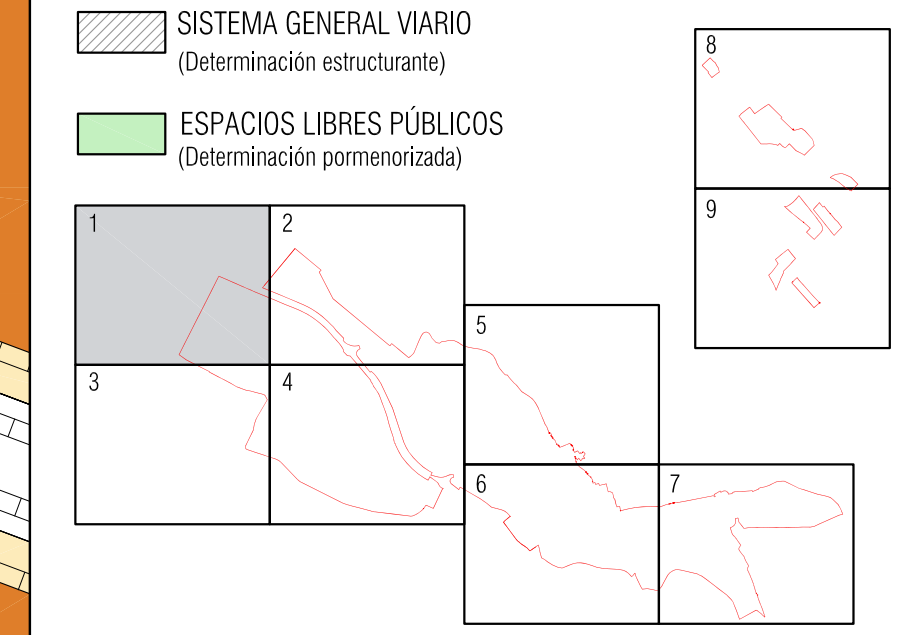 SISTEMA GENERAL VIARIO
(Determinación estructurante)
ESPACIOS LIBRES PÚBLICOS
(Determinación pormenorizada)
1
2
3
4
5
6
7
8
9